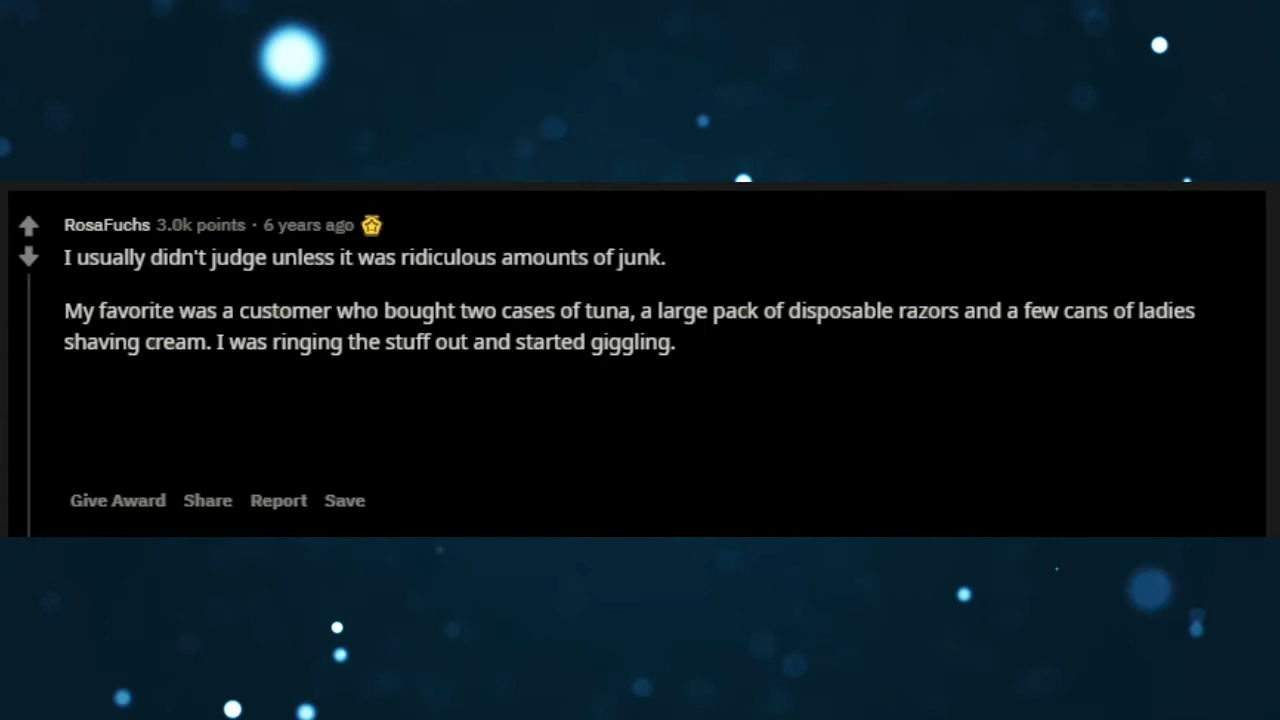 RosaFuchs 3.0k points · 6 years ago
I usually didn't judge unless it was ridiculous amounts of junk.
My favorite was a customer who bought two cases of tuna, a large pack of disposable razors and a few cans of ladies
shaving cream. I was ringing the stuff out and started giggling.
Give Award Share Report Save